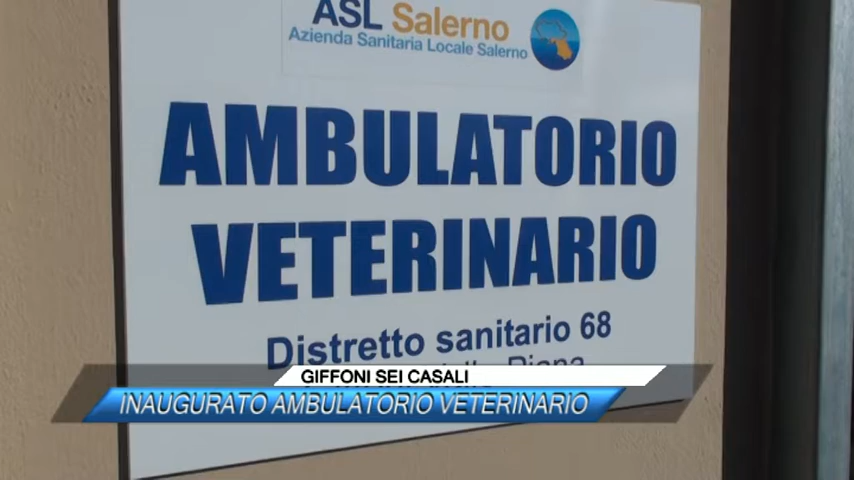 ASL Salerno
Azienda Sanitaria Locale Salerno
AMBULATORIO
VETERINARIO
Distretto sanitario 68
GIFFONI SEI CASALI
INAUGURATO AMBULATORIO VETERINARIO